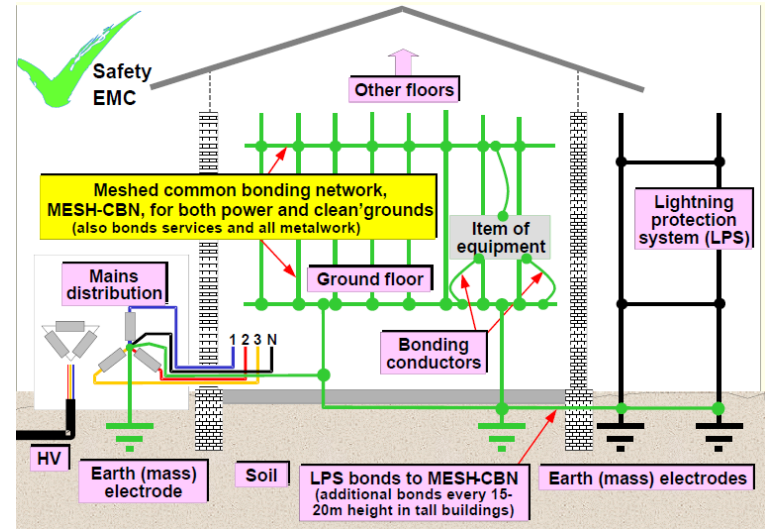 Safety
EMC
Other floors
Meshed common bonding network,
MESH-CBN, for both power and clean'grounds
(also bonds services and all metalwork)
Lightning
protection
system (LPS)
Item of
equipment
Mains
distribution
Ground floor
1 2 3 N
Bonding
conductors
HV
Earth (mass)
electrode
Soil
LPS bonds to MESH-CBN
(additional bonds every 15-
20m height in tall buildings)
Earth (mass) electrodes